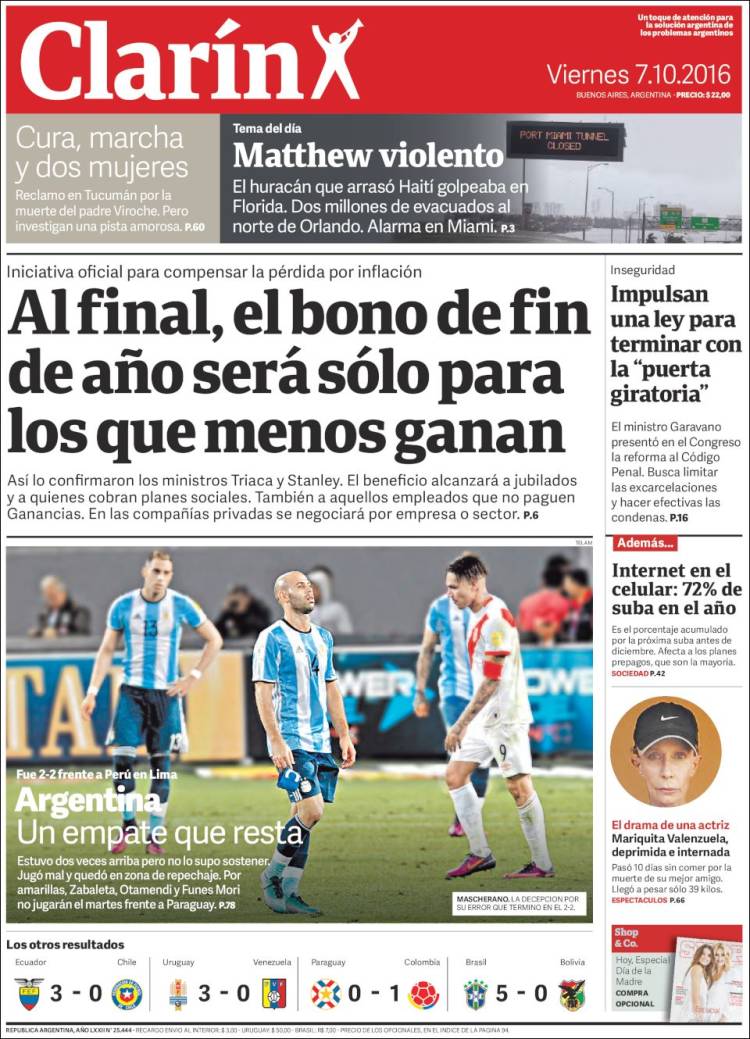 Clarín
Un toque de atención para
la solución argentina de
los problemas argentinos
Viernes 7.10.2016
BUENOS AIRES, ARGENTINA - PRECIO: $ 22,00
Cura, marcha
y dos mujeres
Reclamo en Tucumán por la
muerte del padre Viroche. Pero
investigan una pista amorosa. P.60
Tema del día
Matthew violento
El huracán que arrasó Haití golpeaba en
Florida. Dos millones de evacuados al
norte de Orlando. Alarma en Miami. P.3
PORT MIAMI TUNNEL
CLOSED
Iniciativa oficial para compensar la pérdida por inflación
Al final, el bono de fin
de año será sólo para
los que menos ganan
Así lo confirmaron los ministros Triaca y Stanley. El beneficio alcanzará a jubilados
y a quienes cobran planes sociales. También a aquellos empleados que no paguen
Ganancias. En las compañías privadas se negociará por empresa o sector. P.6
Inseguridad
Impulsan
una ley para
terminar con
la “puerta
giratoria”
El ministro Garavano
presentó en el Congreso
la reforma al Código
Penal. Busca limitar
las excarcelaciones
y hacer efectivas las
condenas. P.16
Además...
Internet en el
celular: 72% de
suba en el año
Es el porcentaje acumulado
por la próxima suba antes de
diciembre. Afecta a los planes
prepagos, que son la mayoría.
SOCIEDAD P.42
El drama de una actriz
Mariquita Valenzuela,
deprimida e internada
Pasó 10 días sin comer por la
muerte de su mejor amigo.
Llegó a pesar sólo 39 kilos.
ESPECTACULOS P.66
Shop
& Co.
Hoy, Especial
Día de la
Madre
COMPRA
OPCIONAL
TELAM
13
4
9
POWER
Fue 2-2 frente a Perú en Lima
Argentina
Un empate que resta
Estuvo dos veces arriba pero no lo supo sostener.
Jugó mal y quedó en zona de repechaje. Por
amarillas, Zabaleta, Otamendi y Funes Mori
no jugarán el martes frente a Paraguay. P.78
MASCHERANO. LA DECEPCION POR
SU ERROR QUE TERMINO EN EL 2-2.
Los otros resultados
Ecuador Chile
3 - 0
Uruguay Venezuela
3 - 0
Paraguay Colombia
0 - 1
Brasil Bolivia
5 - 0
REPUBLICA ARGENTINA, AÑO LXXII N° 25.444 - RECARGO ENVIO AL INTERIOR: $ 3,00 - URUGUAY: $ 50,00 - BRASIL: R$ 7,00 - PRECIO DE LOS OPCIONALES, EN EL INDICE DE LA PAGINA 94.